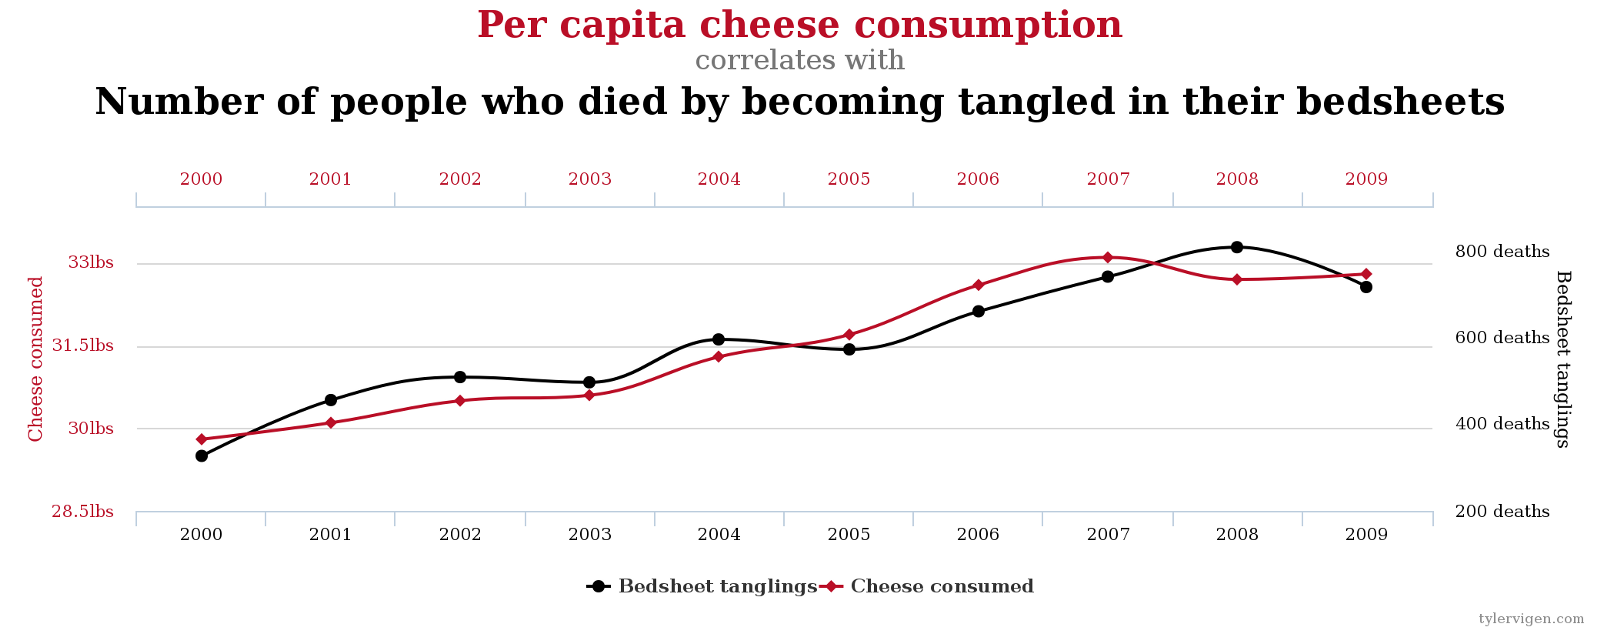 Per capita cheese consumption
correlates with
Number of people who died by becoming tangled in their bedsheets
2000 2001 2002 2003 2004 2005 2006 2007 2008 2009
Cheese consumed
33lbs
31.5lbs
30lbs
28.5lbs
800 deaths
600 deaths
400 deaths
200 deaths
Bedsheet tanglings
2000 2001 2002 2003 2004 2005 2006 2007 2008 2009
Bedsheet tanglings Cheese consumed
tylervigen.com